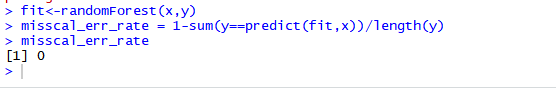 > fit<-randomForest(x,y)
> misscal_err_rate = 1-sum(y==predict(fit,x))/length(y)
> misscal_err_rate
[1] 0
>